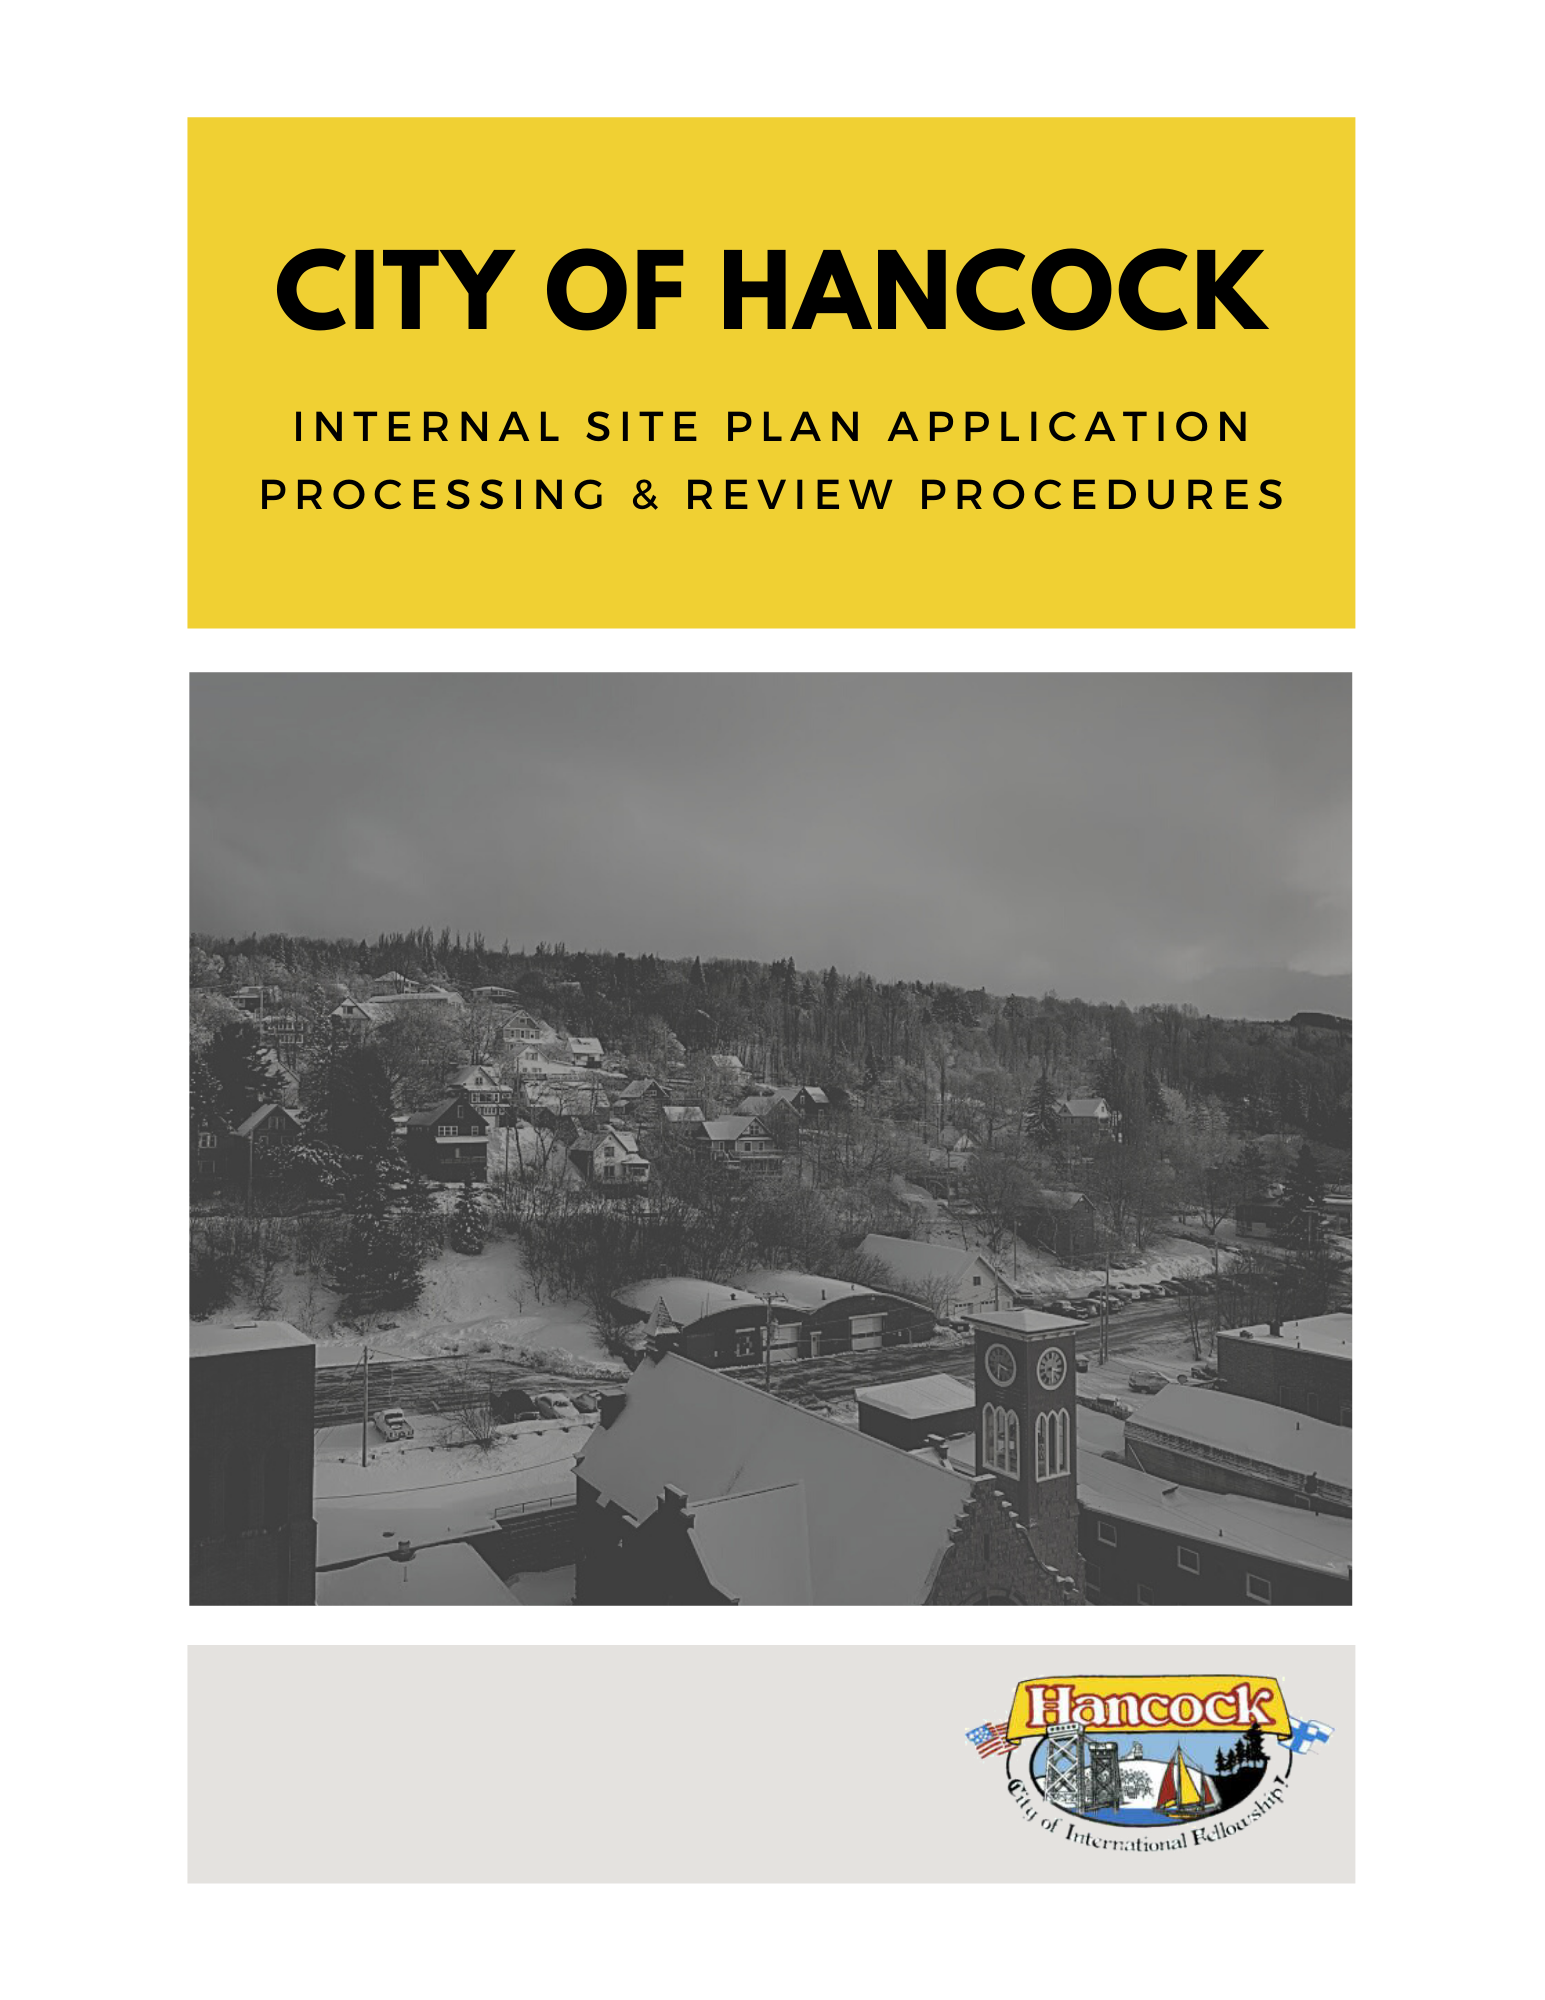 CITY OF HANCOCK
INTERNAL SITE PLAN APPLICATION
PROCESSING & REVIEW PROCEDURES
Hancock
City of International Fellowship!